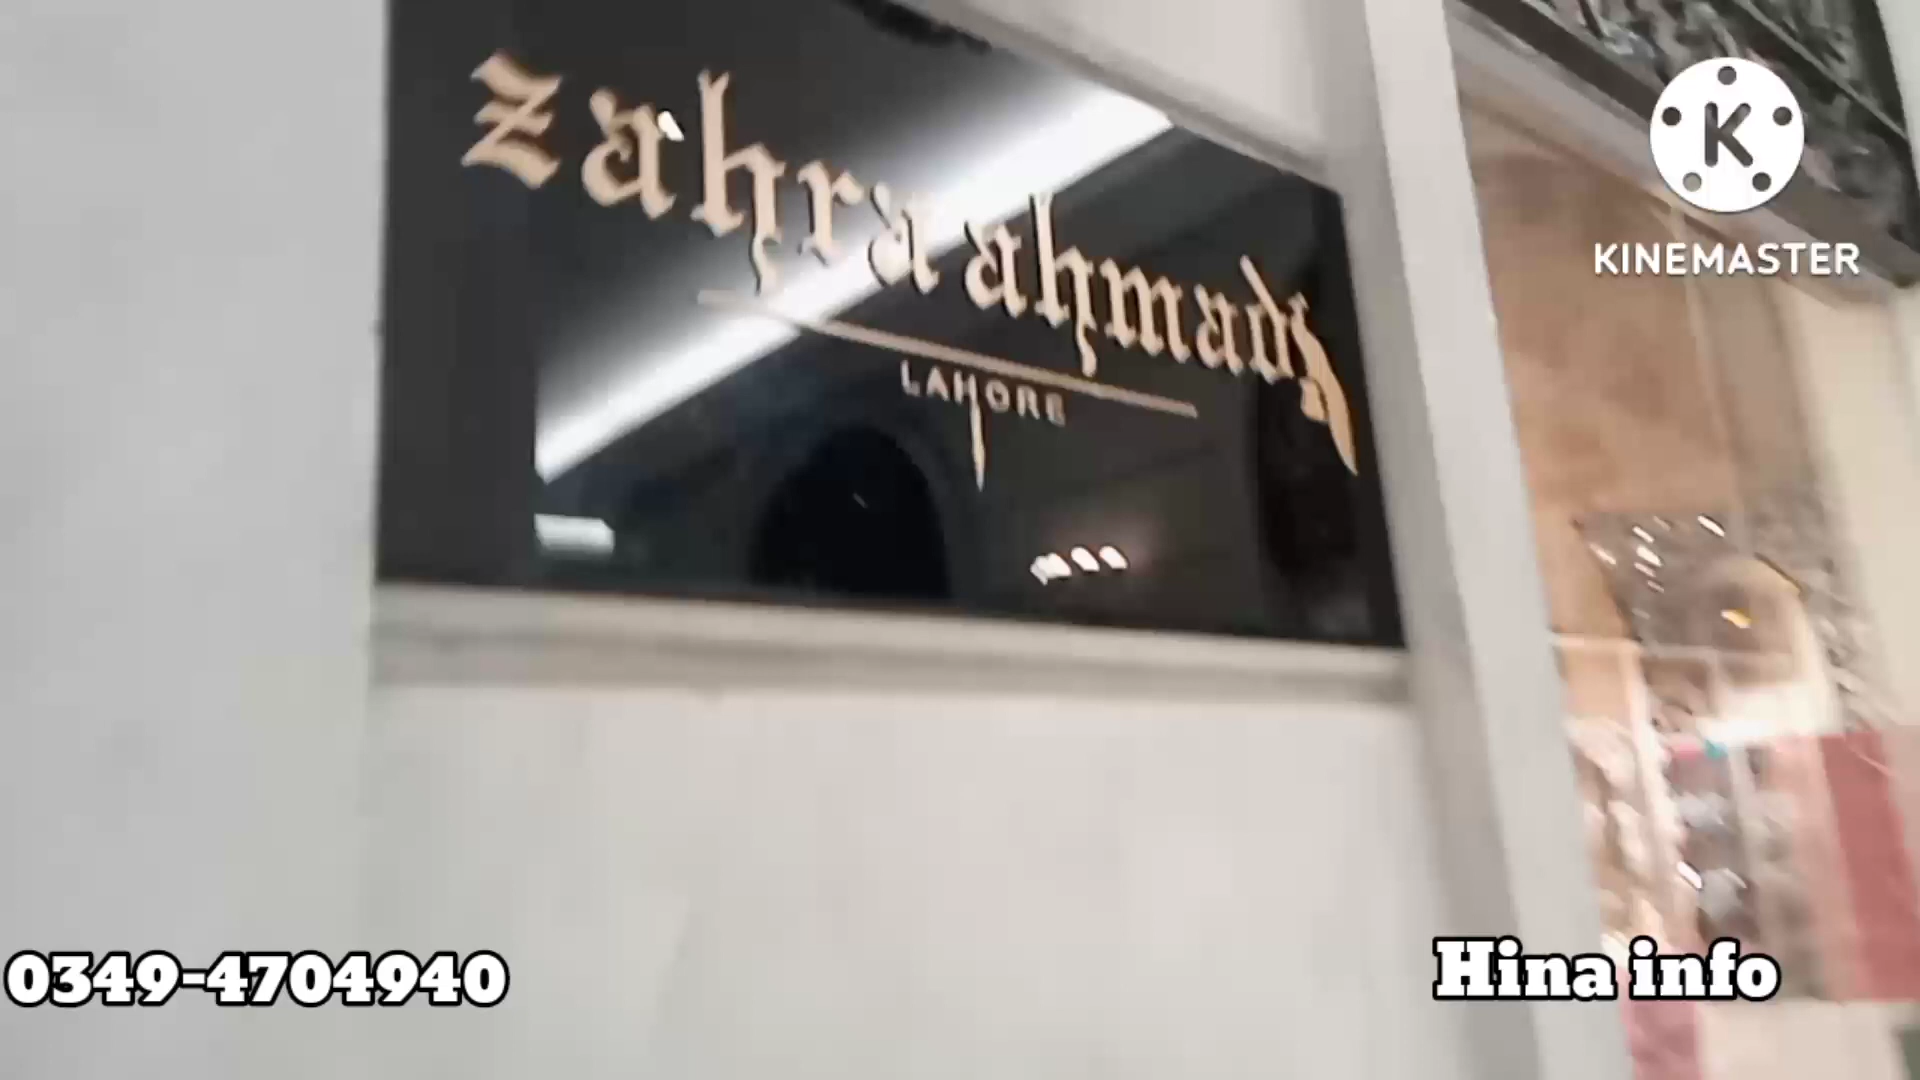 zahra ahmad
LAHORE
K
KINEMASTER
0349-4704940
Hina info